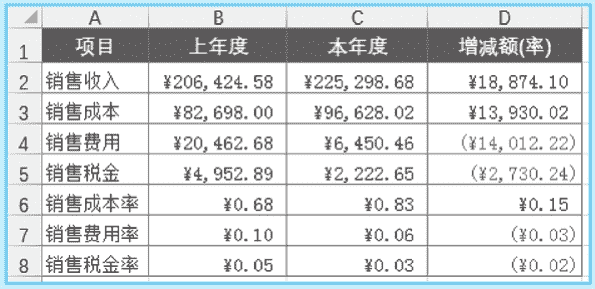 A B C D
1 项目 上年度 本年度 增减额(率)
2 销售收入 ¥206,424.58 ¥225,298.68 ¥18,874.10
3 销售成本 ¥82,698.00 ¥96,628.02 ¥13,930.02
4 销售费用 ¥20,462.68 ¥6,450.46 (¥14,012.22)
5 销售税金 ¥4,952.89 ¥2,222.65 (¥2,730.24)
6 销售成本率 ¥0.68 ¥0.83 ¥0.15
7 销售费用率 ¥0.10 ¥0.06 (¥0.03)
8 销售税金率 ¥0.05 ¥0.03 (¥0.02)